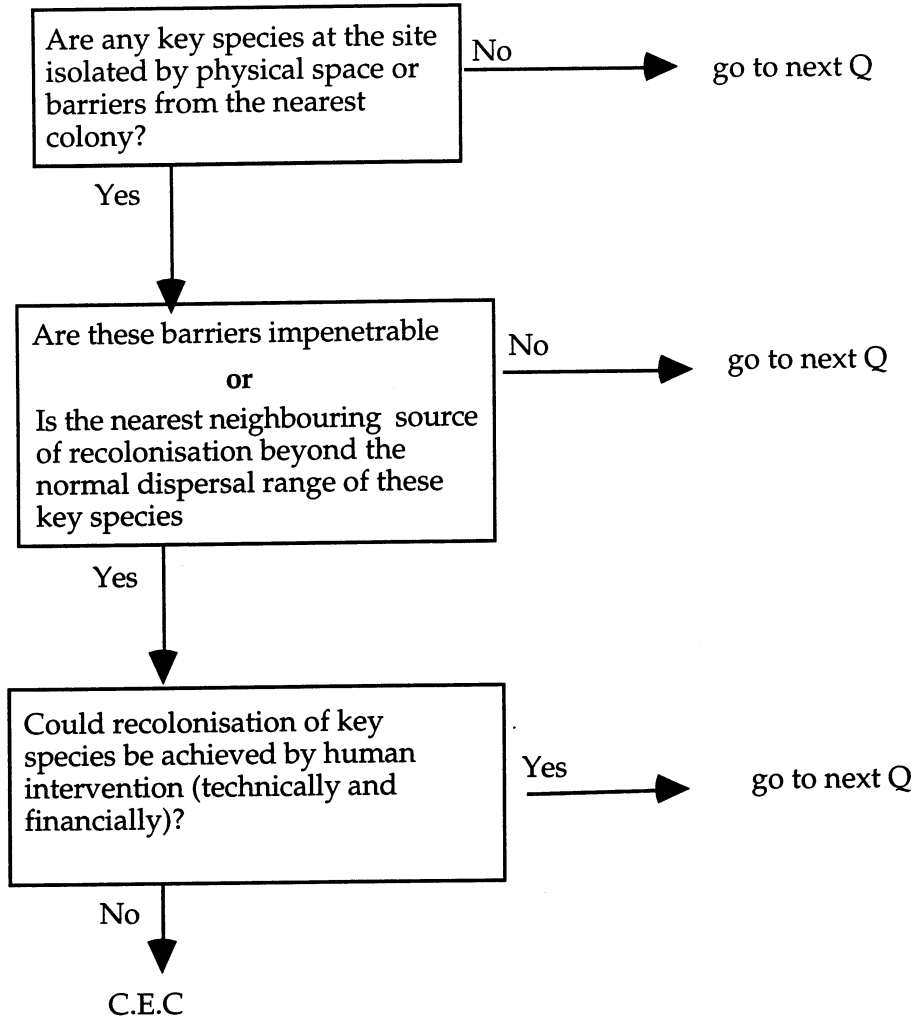 Are any key species at the site
isolated by physical space or
barriers from the nearest
colony?
No
go to next Q
Yes
Are these barriers impenetrable
or
Is the nearest neighbouring source
of recolonisation beyond the
normal dispersal range of these
key species
No
go to next Q
Yes
Could recolonisation of key
species be achieved by human
intervention (technically and
financially)?
Yes
go to next Q
No
C.E.C